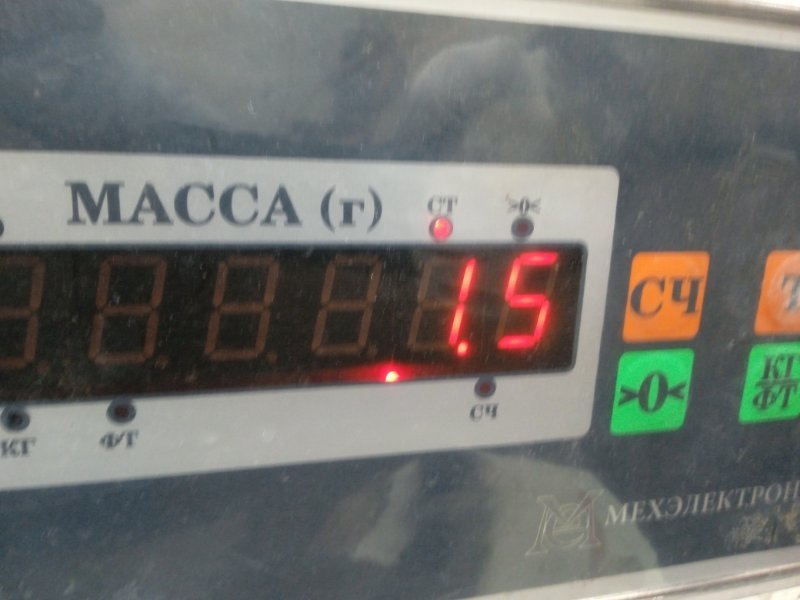 МАССА (г)
СТ >0<
1.5
КГ ФТ СЧ
СЧ Т
>0< КГ/ФТ
МЕХЭЛЕКТРОН